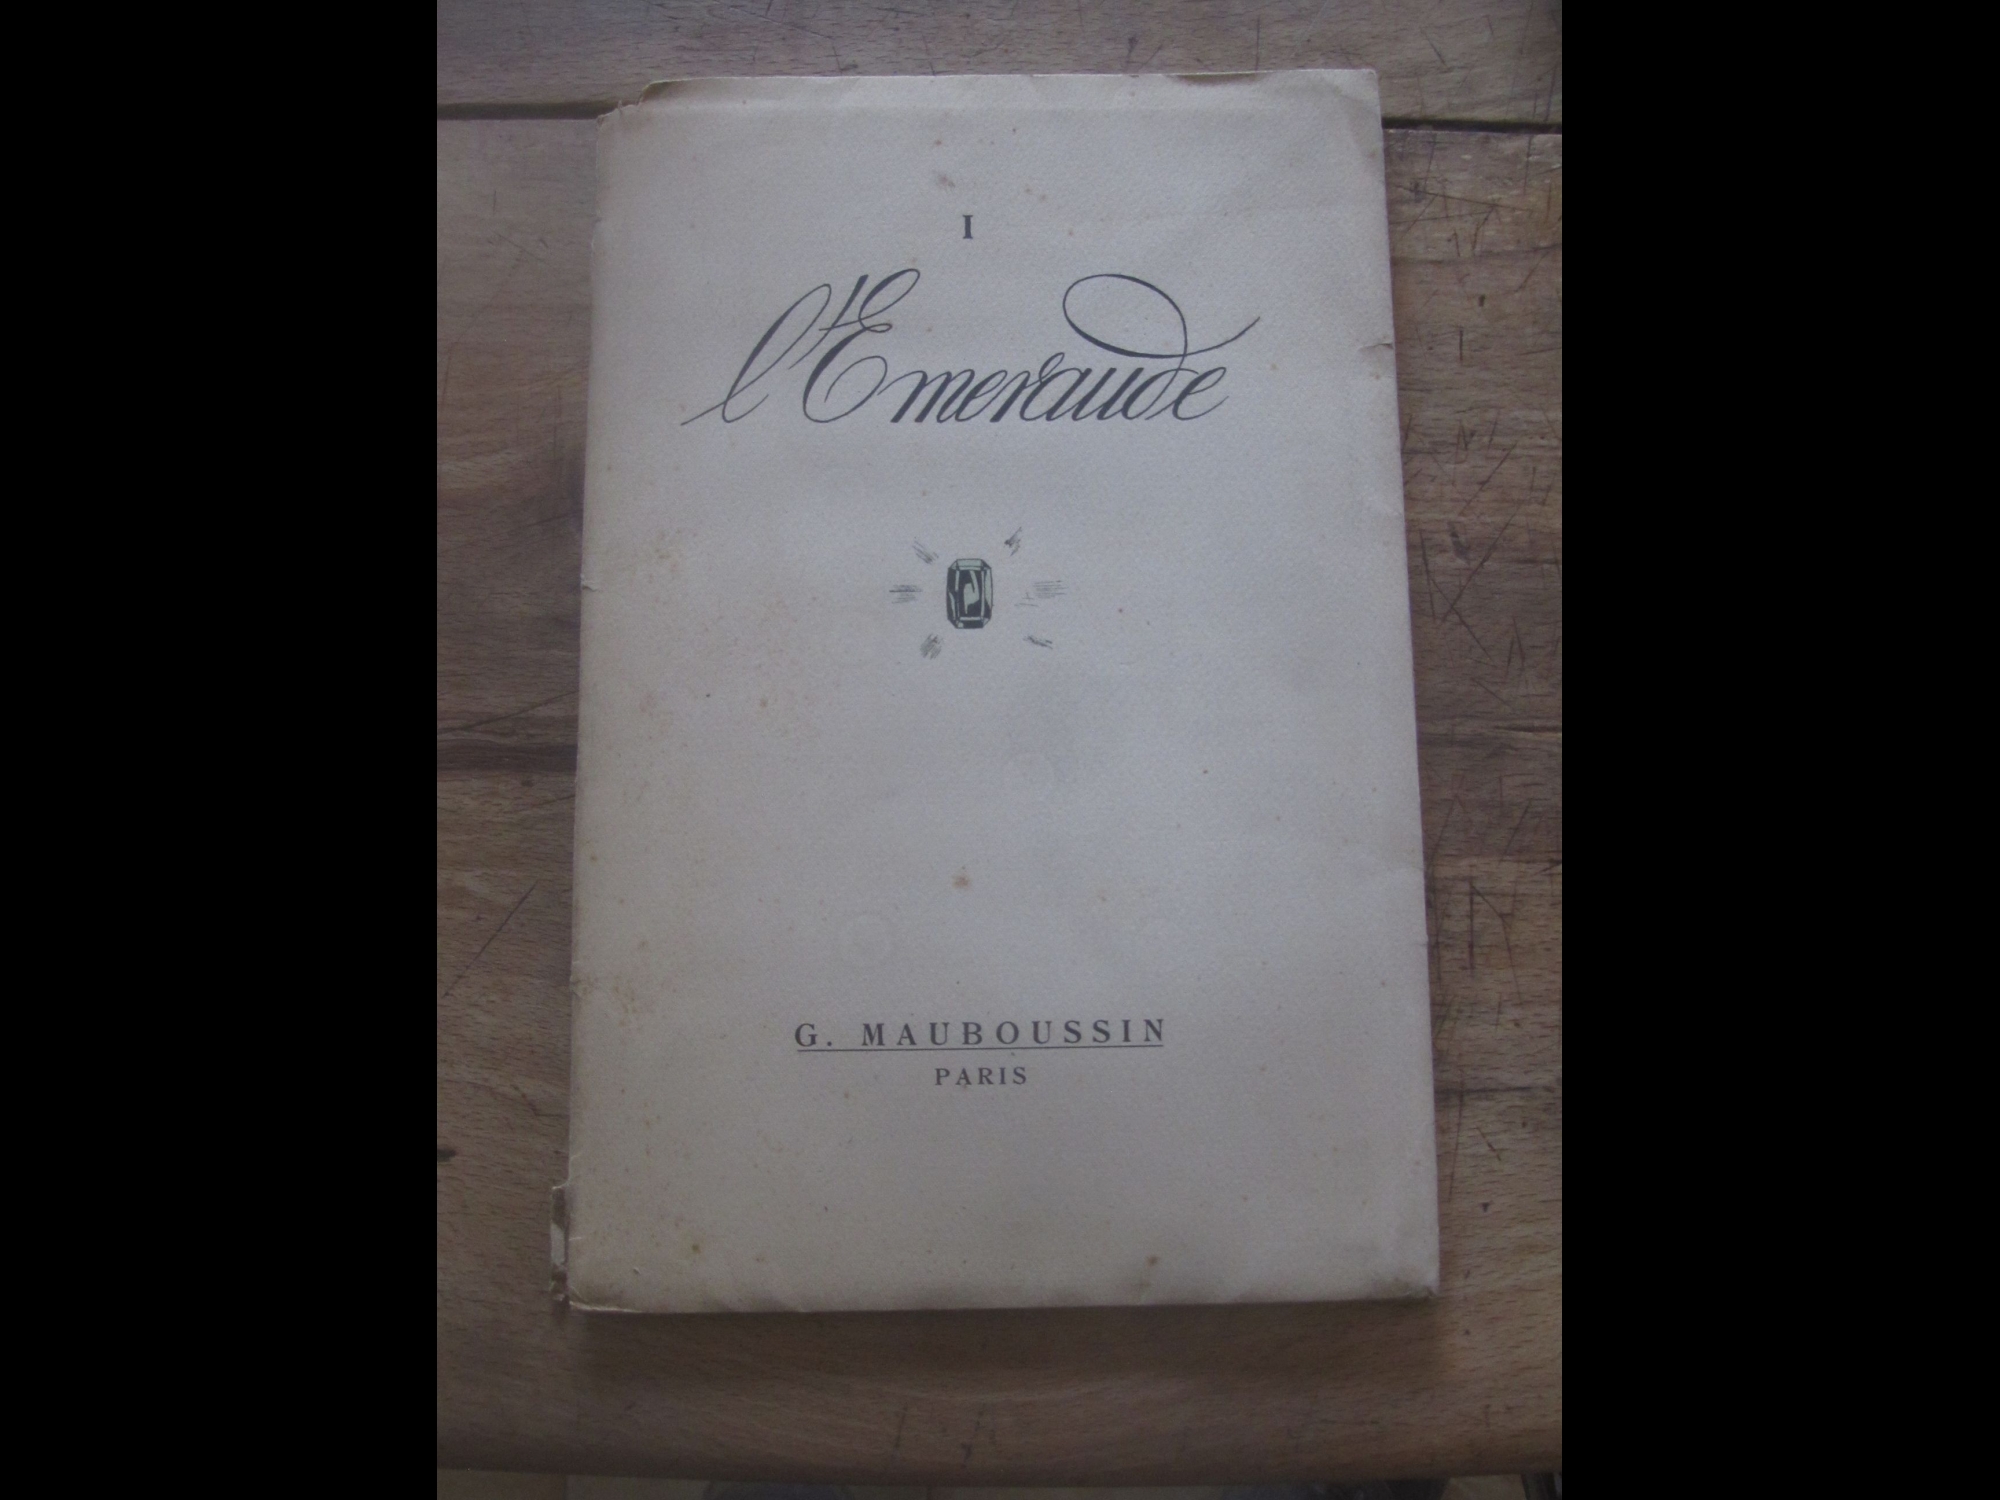 I
l'Emeraude
G. MAUBOUSSIN
PARIS